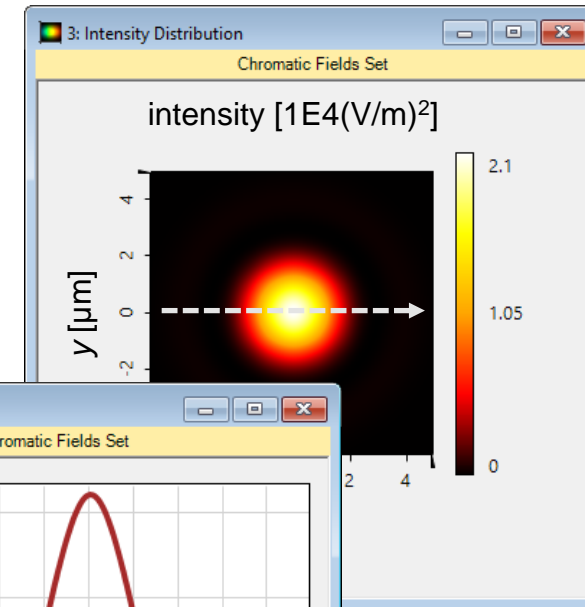 3: Intensity Distribution
Chromatic Fields Set
intensity [1E4(V/m)²]
2.1
1.05
0
4
2
0
-2
y [µm]
2
4
romatic Fields Set